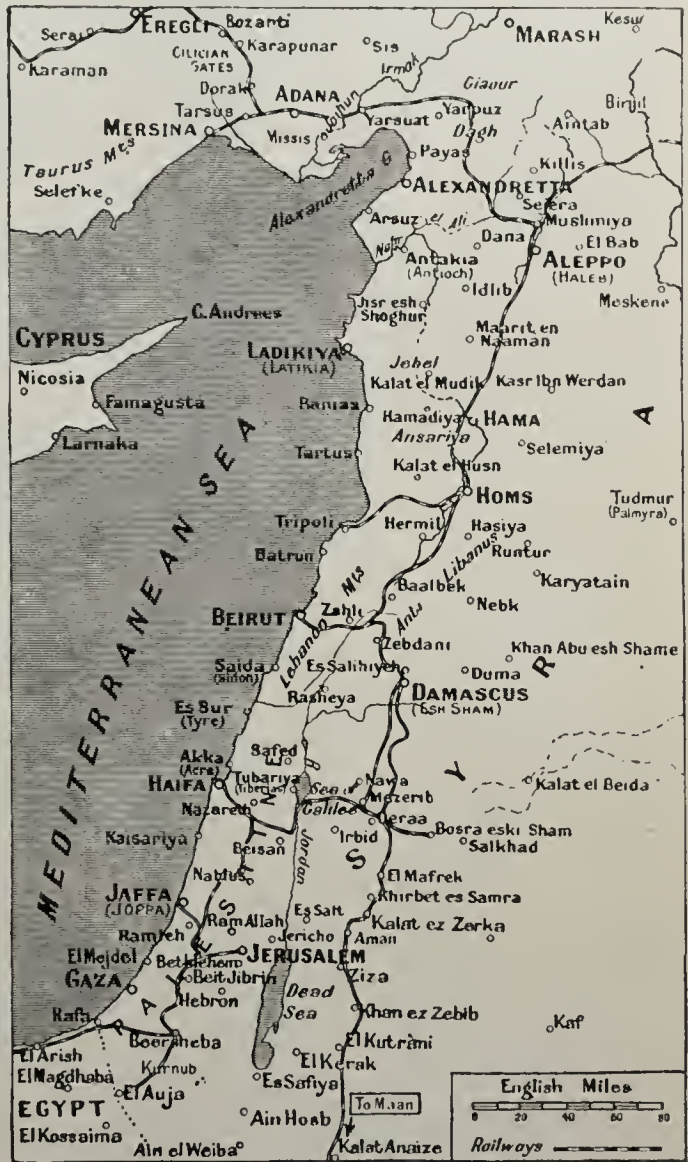 Serai
EREGLI
Bozanti
Karapunar
CILICIAN
GATES
Karaman
Sis
Irmak
MARASH
Kesur
Dorak
Tarsus
ADANA
MERSINA
Missis
Yarsuat
Giaour
Yarpuz
Dagh
Aintab
Taurus Mts
Selefke
Payas
Killis
Alexandretta G
ALEXANDRETTA
Arsuz
el
Ali
Sefera
Muslimiya
Dana
El Bab
Antakia
(Antioch)
ALEPPO
(HALEB)
Idlib
Jisr esh
Shoghur
Meskene
C. Andreas
CYPRUS
LADIKIYA
(LATIKIA)
Maarit en
Naaman
Nicosia
Jebel
Kalat el Mudik
Kasr Ibn Werdan
Famagusta
Banias
Hamadiya
HAMA
Ansariya
Selemiya
Larnaka
Tartus
Kalat el Husn
HOMS
Tudmur
(Palmyra)
Tripoli
Hermil
Hasiya
Batrun
Libanus
Runtur
Baalbek
Karyatain
BEIRUT
Zahli
Lebanon Mts
Anti
Nebk
Zebdani
Khan Abu esh Shame
Saida
(Sidon)
Es Salihiyeh
Duma
Rasheya
DAMASCUS
(ESH SHAM)
Es Sur
(Tyre)
MEDITERRANEAN SEA
SYRIA
PALESTINE
Akka
(Acre)
Safed
R
HAIFA
Tubariya
(Tiberias)
Sea
Galilee
Nawa
Mezerib
Kalat el Beida
Nazareth
Deraa
Kaisariya
Beisan
Irbid
Bosra eski Sham
Salkhad
Jordan
Nablus
El Mafrek
JAFFA
(JOPPA)
Khirbet es Samra
Es Salt
Ramleh
Ram Allah
Kalat ez Zerka
Jericho
Aman
El Mejdel
Bethlehem
JERUSALEM
GAZA
Beit Jibrin
Ziza
Hebron
Dead
Sea
Khan ez Zebib
Rafa
Kaf
El Arish
Beersheba
El Kutrani
El Magdhaba
Kurnub
El Kerak
El Auja
Es Safiya
EGYPT
Ain Hosb
To Maan
El Kossaima
Ain el Weiba
Kalat Anaize
English Miles
0 20 40 60 80
Railways